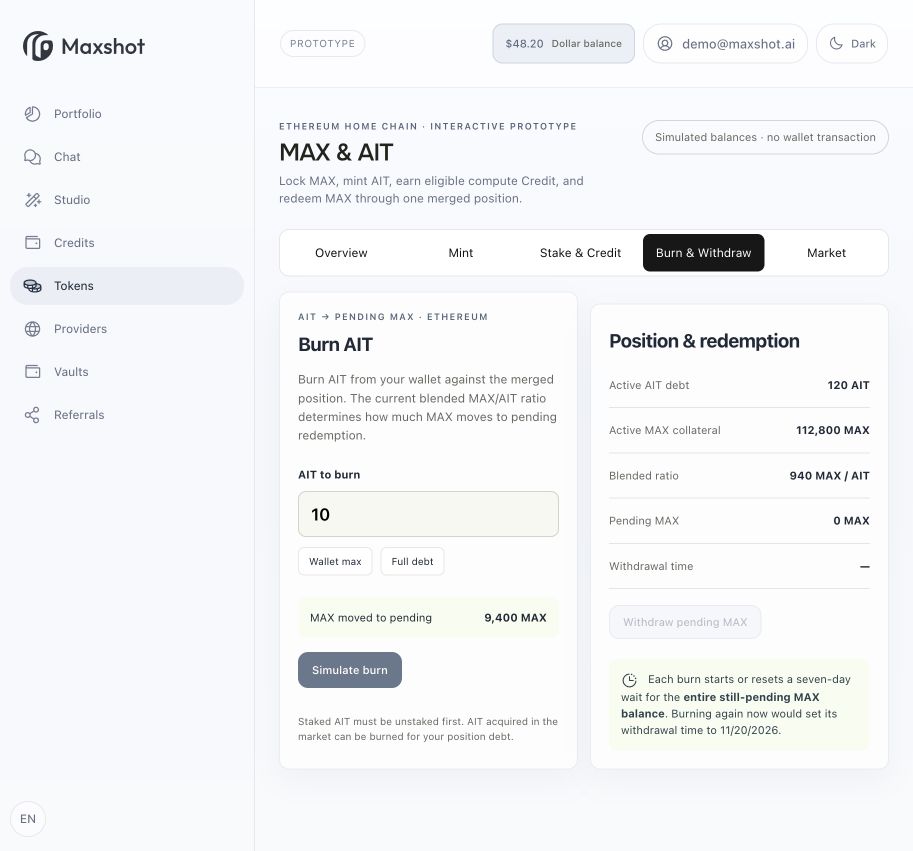 Maxshot
Portfolio
Chat
Studio
Credits
Tokens
Providers
Vaults
Referrals
EN
PROTOTYPE
$48.20 Dollar balance
demo@maxshot.ai
Dark
ETHEREUM HOME CHAIN · INTERACTIVE PROTOTYPE
MAX & AIT
Lock MAX, mint AIT, earn eligible compute Credit, and
redeem MAX through one merged position.
Simulated balances · no wallet transaction
Overview
Mint
Stake & Credit
Burn & Withdraw
Market
AIT → PENDING MAX · ETHEREUM
Burn AIT
Burn AIT from your wallet against the merged
position. The current blended MAX/AIT ratio
determines how much MAX moves to pending
redemption.
AIT to burn
10
Wallet max
Full debt
MAX moved to pending 9,400 MAX
Simulate burn
Staked AIT must be unstaked first. AIT acquired in the
market can be burned for your position debt.
Position & redemption
Active AIT debt 120 AIT
Active MAX collateral 112,800 MAX
Blended ratio 940 MAX / AIT
Pending MAX 0 MAX
Withdrawal time —
Withdraw pending MAX
Each burn starts or resets a seven-day
wait for the entire still-pending MAX
balance. Burning again now would set its
withdrawal time to 11/20/2026.